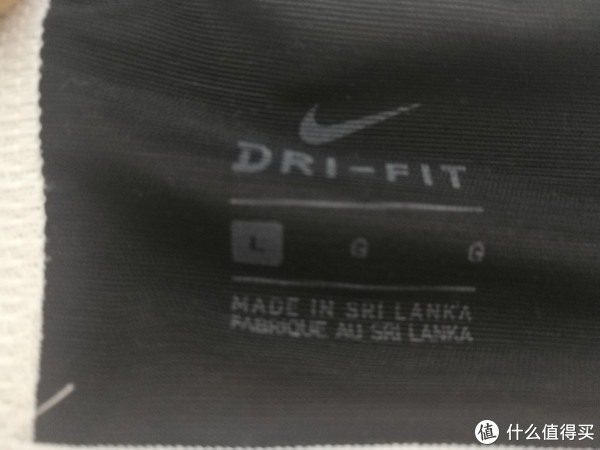 DRI-FIT
L G G
MADE IN SRI LANKA
FABRIQUE AU SRI LANKA
值 什么值得买